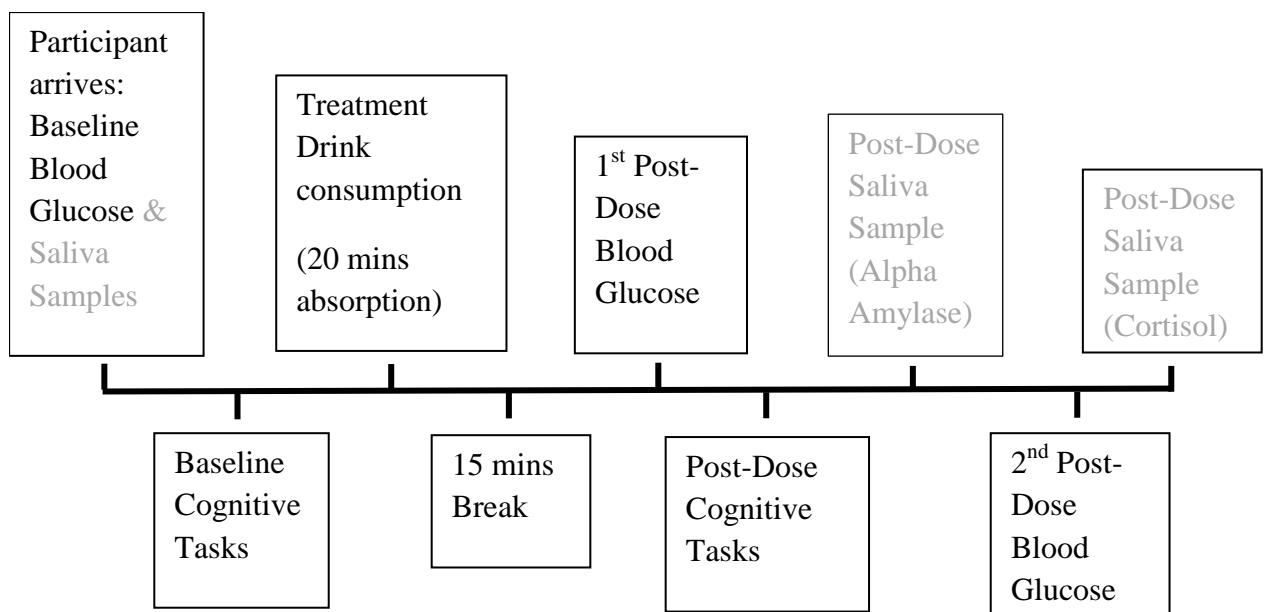 Participant
arrives:
Baseline
Blood
Glucose &
Saliva
Samples
Treatment
Drink
consumption
(20 mins
absorption)
1st Post-
Dose
Blood
Glucose
Post-Dose
Saliva
Sample
(Alpha
Amylase)
Post-Dose
Saliva
Sample
(Cortisol)
Baseline
Cognitive
Tasks
15 mins
Break
Post-Dose
Cognitive
Tasks
2nd Post-
Dose
Blood
Glucose